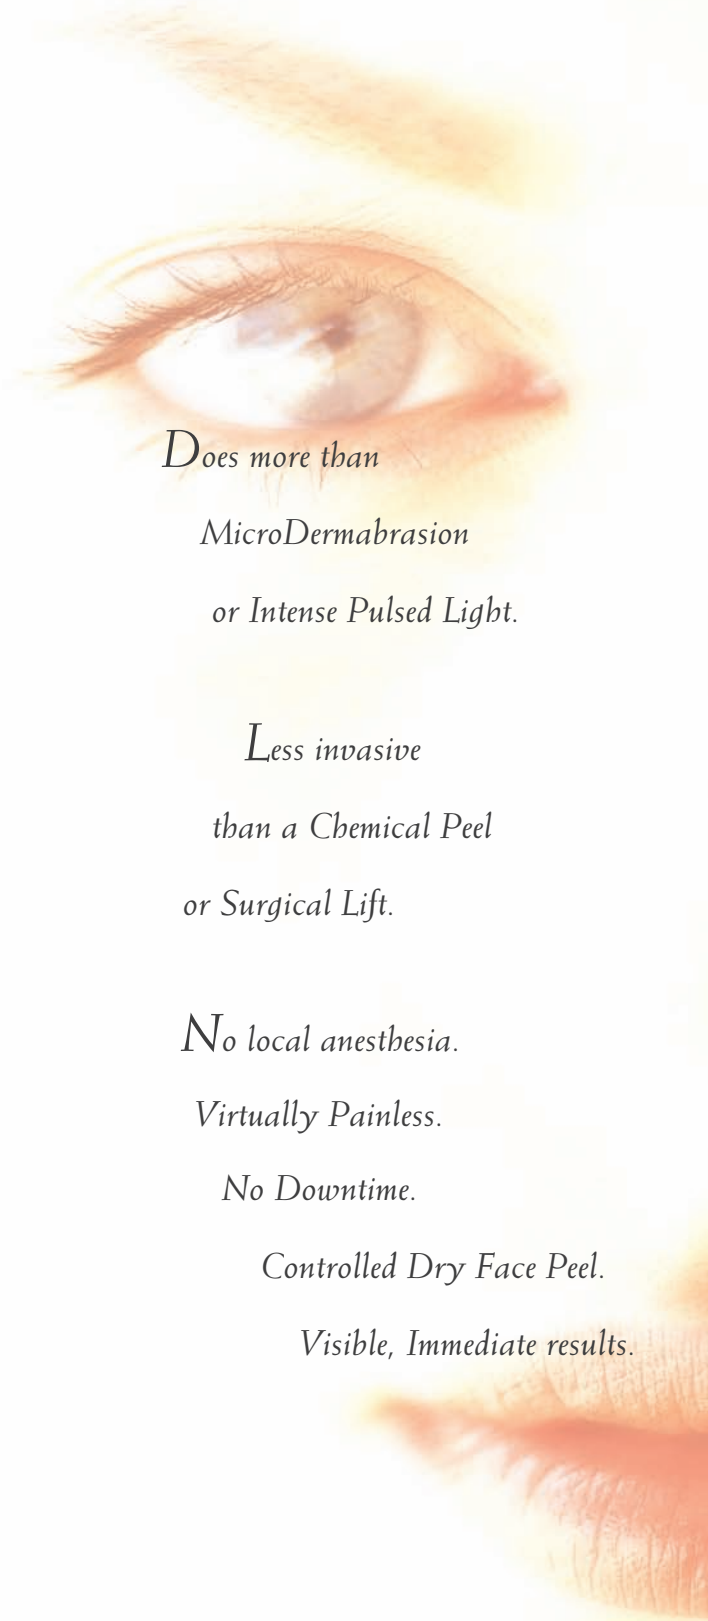 Does more than
MicroDermabrasion
or Intense Pulsed Light.
Less invasive
than a Chemical Peel
or Surgical Lift.
No local anesthesia.
Virtually Painless.
No Downtime.
Controlled Dry Face Peel.
Visible, Immediate results.